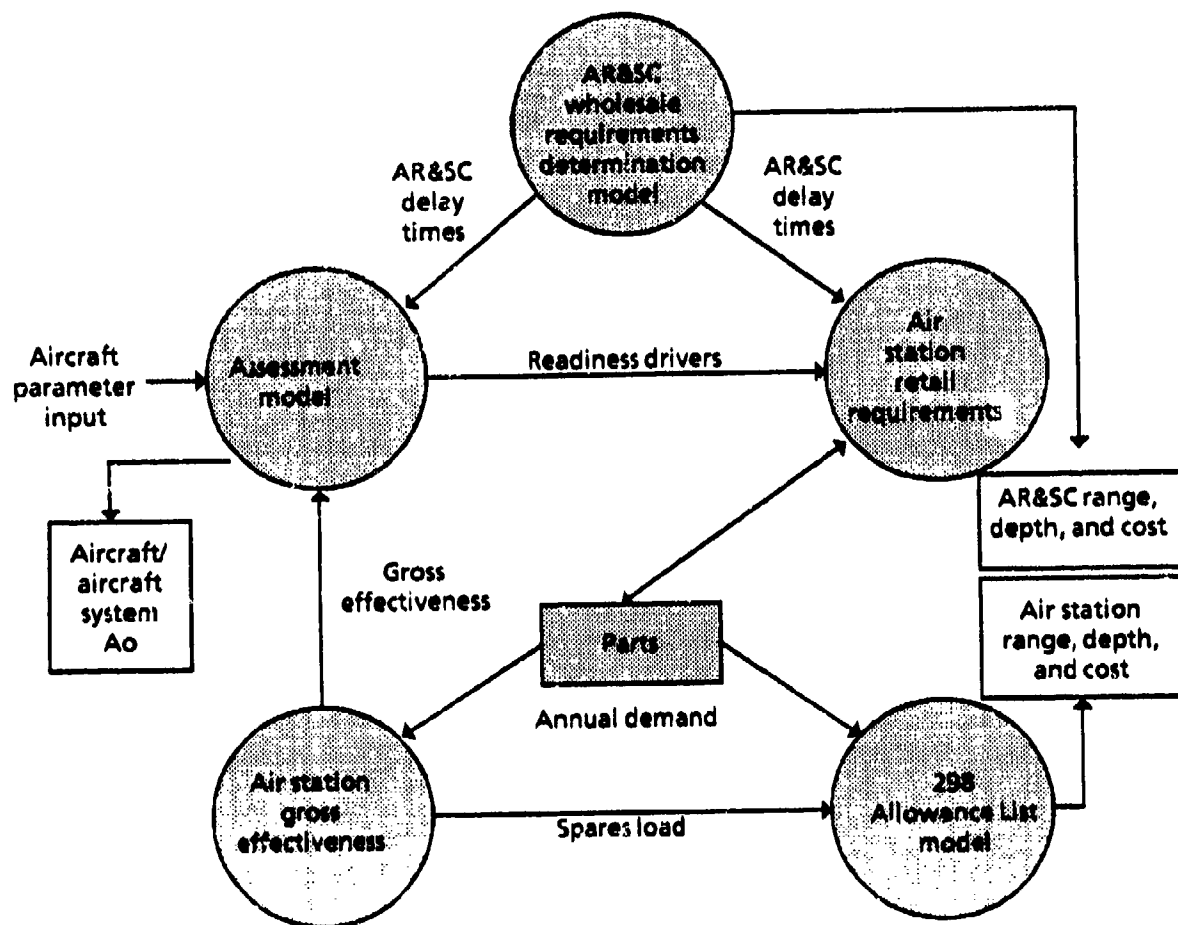 AR&SC
wholesale
requirements
determination
model
AR&SC
delay
times
AR&SC
delay
times
Aircraft
parameter
input
Assessment
model
Readiness drivers
Air
station
retail
requirements
AR&SC range,
depth, and cost
Aircraft/
aircraft
system
Ao
Gross
effectiveness
Parts
Air station
range, depth,
and cost
Annual demand
Air station
gross
effectiveness
Spares load
298
Allowance List
model